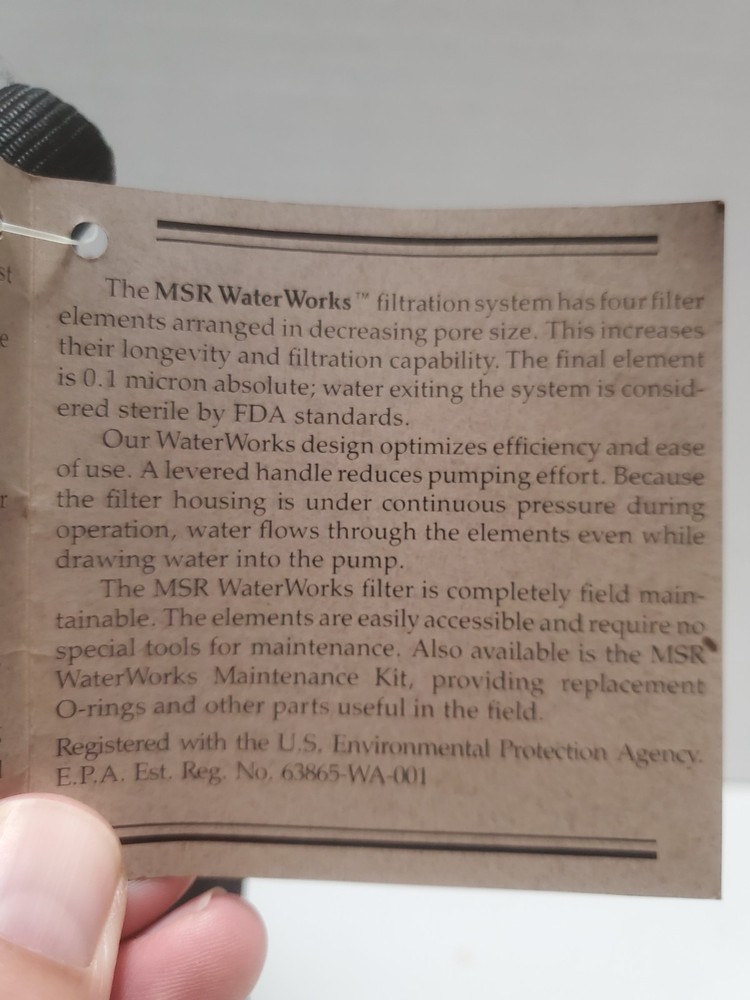 st
e
r
The MSR WaterWorks™ filtration system has four filter
elements arranged in decreasing pore size. This increases
their longevity and filtration capability. The final element
is 0.1 micron absolute; water exiting the system is consid-
ered sterile by FDA standards.
Our WaterWorks design optimizes efficiency and ease
of use. A levered handle reduces pumping effort. Because
the filter housing is under continuous pressure during
operation, water flows through the elements even while
drawing water into the pump.
The MSR WaterWorks filter is completely field main-
tainable. The elements are easily accessible and require no
special tools for maintenance. Also available is the MSR
WaterWorks Maintenance Kit, providing replacement
O-rings and other parts useful in the field.
Registered with the U.S. Environmental Protection Agency.
E.P.A. Est. Reg. No. 63865-WA-001